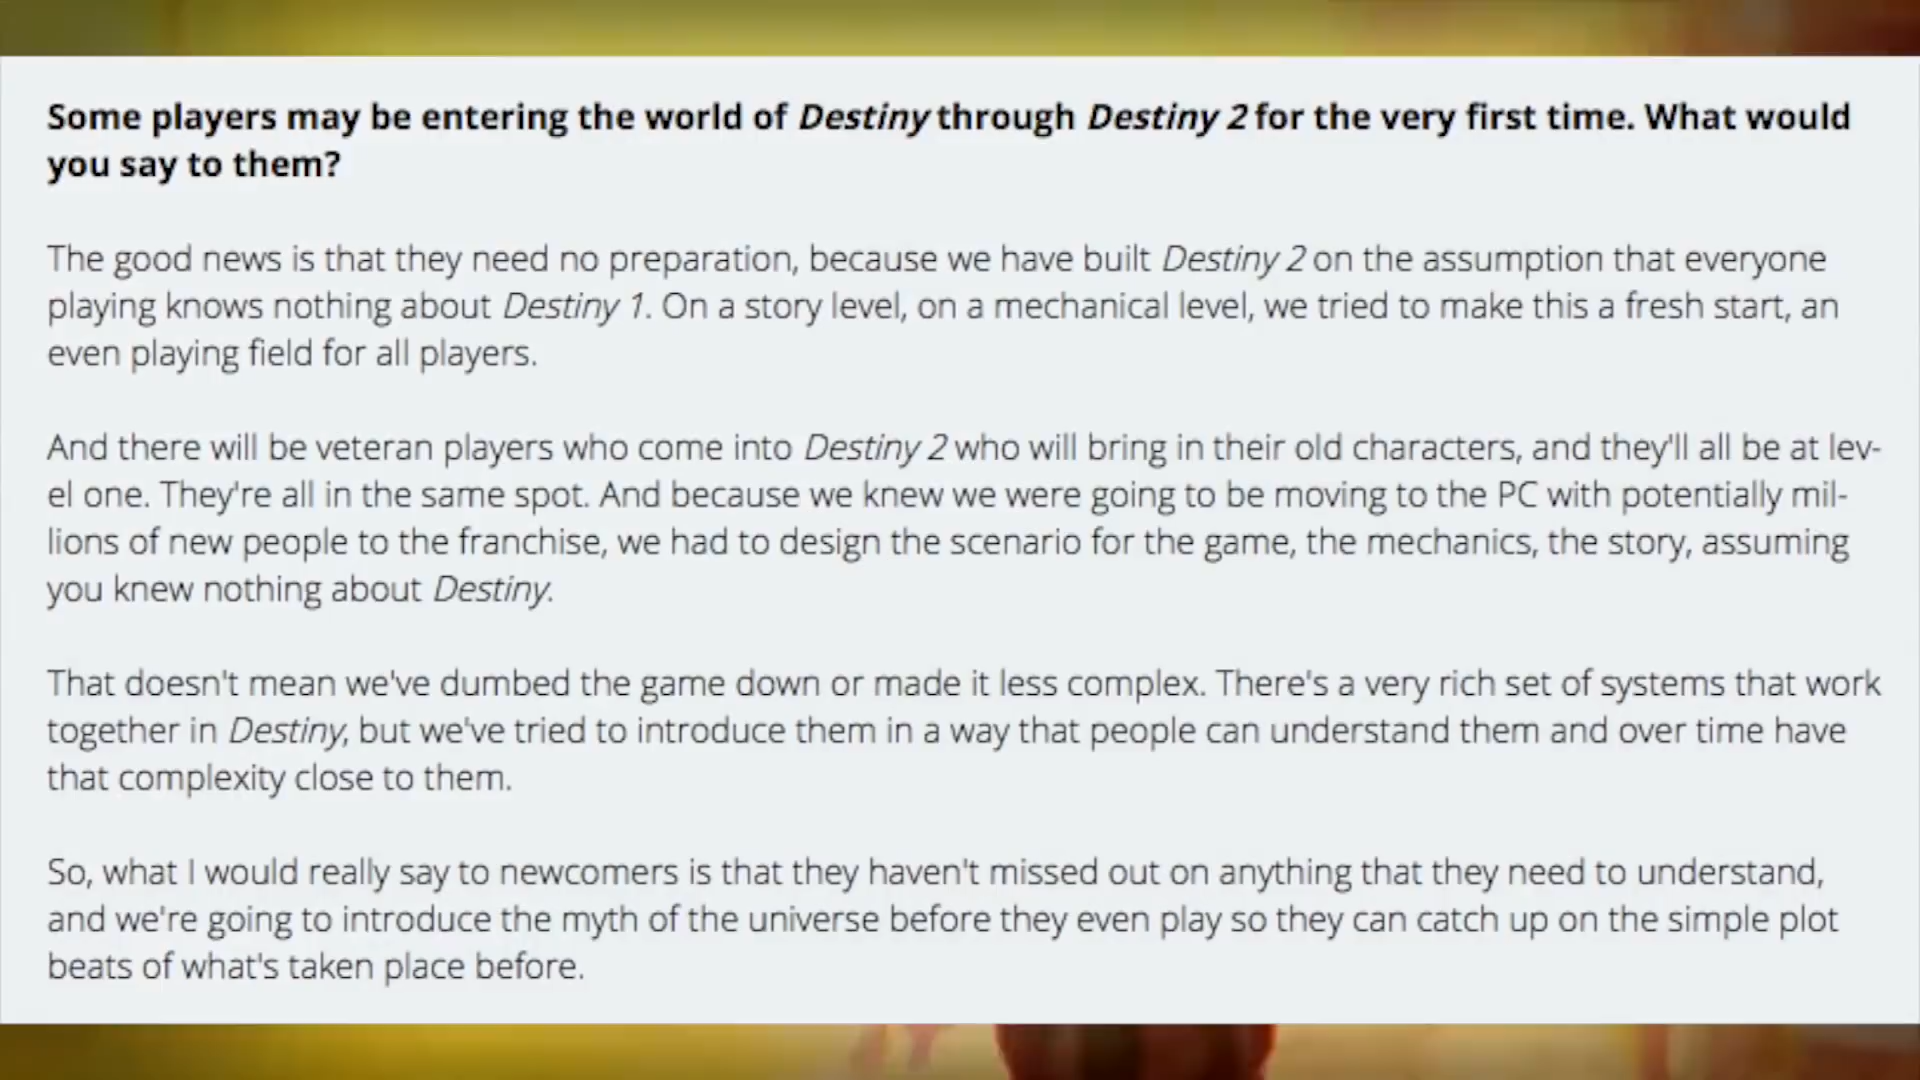 Some players may be entering the world of Destiny through Destiny 2 for the very first time. What would
you say to them?
The good news is that they need no preparation, because we have built Destiny 2 on the assumption that everyone
playing knows nothing about Destiny 1. On a story level, on a mechanical level, we tried to make this a fresh start, an
even playing field for all players.
And there will be veteran players who come into Destiny 2 who will bring in their old characters, and they'll all be at lev-
el one. They're all in the same spot. And because we knew we were going to be moving to the PC with potentially mil-
lions of new people to the franchise, we had to design the scenario for the game, the mechanics, the story, assuming
you knew nothing about Destiny.
That doesn't mean we've dumbed the game down or made it less complex. There's a very rich set of systems that work
together in Destiny, but we've tried to introduce them in a way that people can understand them and over time have
that complexity close to them.
So, what I would really say to newcomers is that they haven't missed out on anything that they need to understand,
and we're going to introduce the myth of the universe before they even play so they can catch up on the simple plot
beats of what's taken place before.